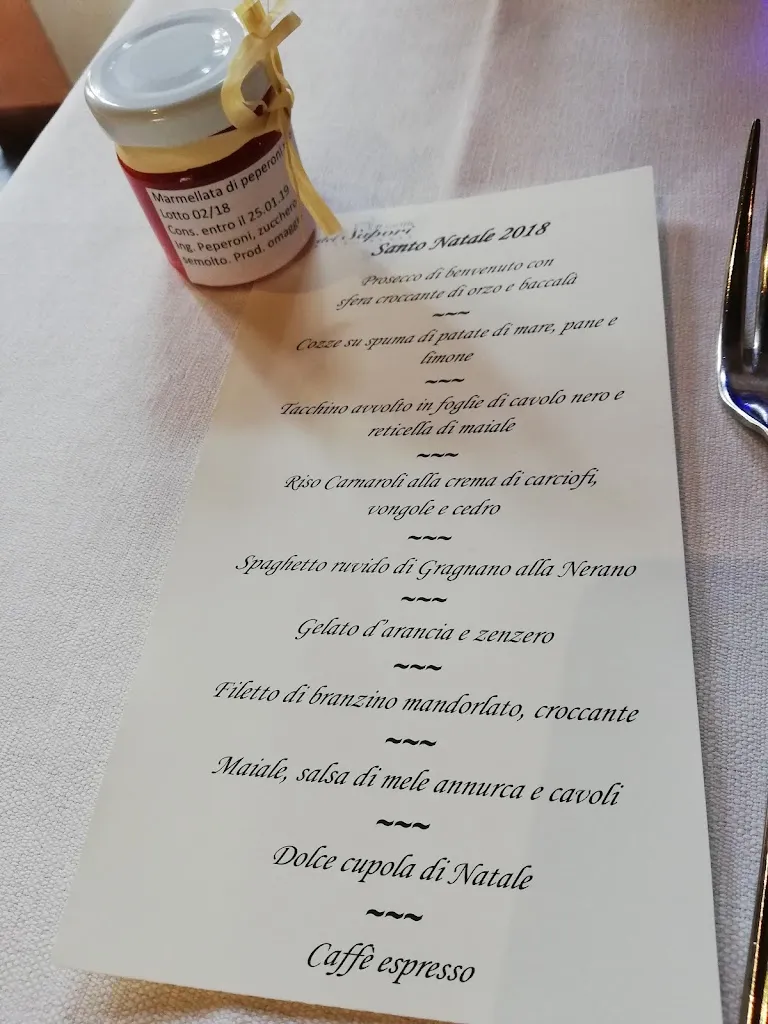 Marmellata di peperoni
Lotto 02/18
Cons. entro il 25.01.19
Ing. Peperoni, zucchero
semolto. Prod. omaggi
dei Sapori
Santo Natale 2018
Prosecco di benvenuto con
sfera croccante di orzo e baccalà
~~~
Cozze su spuma di patate di mare, pane e
limone
~~~
Tacchino avvolto in foglie di cavolo nero e
reticella di maiale
~~~
Riso Carnaroli alla crema di carciofi,
vongole e cedro
~~~
Spaghetto ruvido di Gragnano alla Nerano
~~~
Gelato d'arancia e zenzero
~~~
Filetto di branzino mandorlato, croccante
~~~
Maiale, salsa di mele annurca e cavoli
~~~
Dolce cupola di Natale
~~~
Caffè espresso